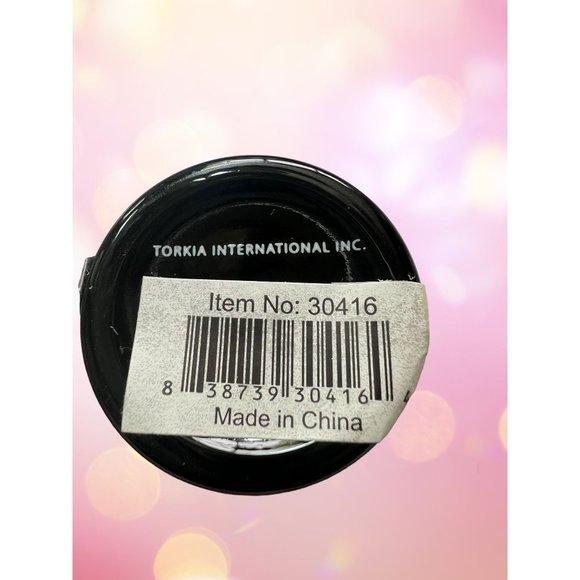 TORKIA INTERNATIONAL INC.
Item No: 30416
8 38739 30416
Made in China